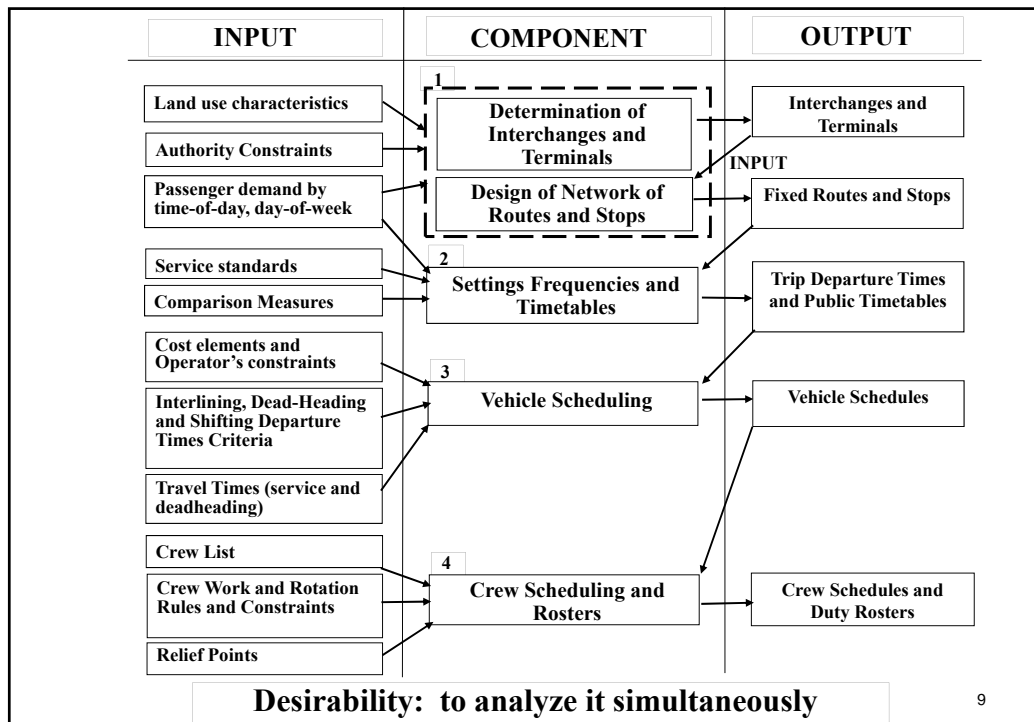 INPUT
COMPONENT
OUTPUT
1
Land use characteristics
Authority Constraints
Passenger demand by
time-of-day, day-of-week
Determination of
Interchanges and
Terminals
Design of Network of
Routes and Stops
Interchanges and
Terminals
INPUT
Fixed Routes and Stops
2
Service standards
Comparison Measures
Settings Frequencies and
Timetables
Trip Departure Times
and Public Timetables
Cost elements and
Operator’s constraints
Interlining, Dead-Heading
and Shifting Departure
Times Criteria
Travel Times (service and
deadheading)
3
Vehicle Scheduling
Vehicle Schedules
Crew List
Crew Work and Rotation
Rules and Constraints
Relief Points
4
Crew Scheduling and
Rosters
Crew Schedules and
Duty Rosters
Desirability: to analyze it simultaneously
9